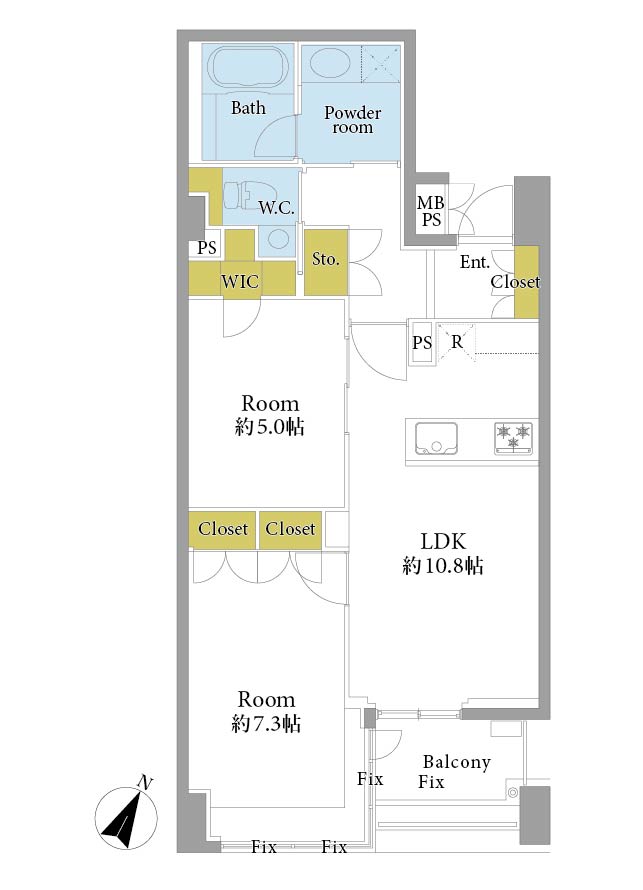 Bath
Powder
room
W.C.
MB
PS
PS
Sto.
Ent.
WIC
Closet
PS
R
Room
約5.0帖
Closet
Closet
LDK
約10.8帖
Room
約7.3帖
Balcony
Fix
Fix
N
Fix
Fix